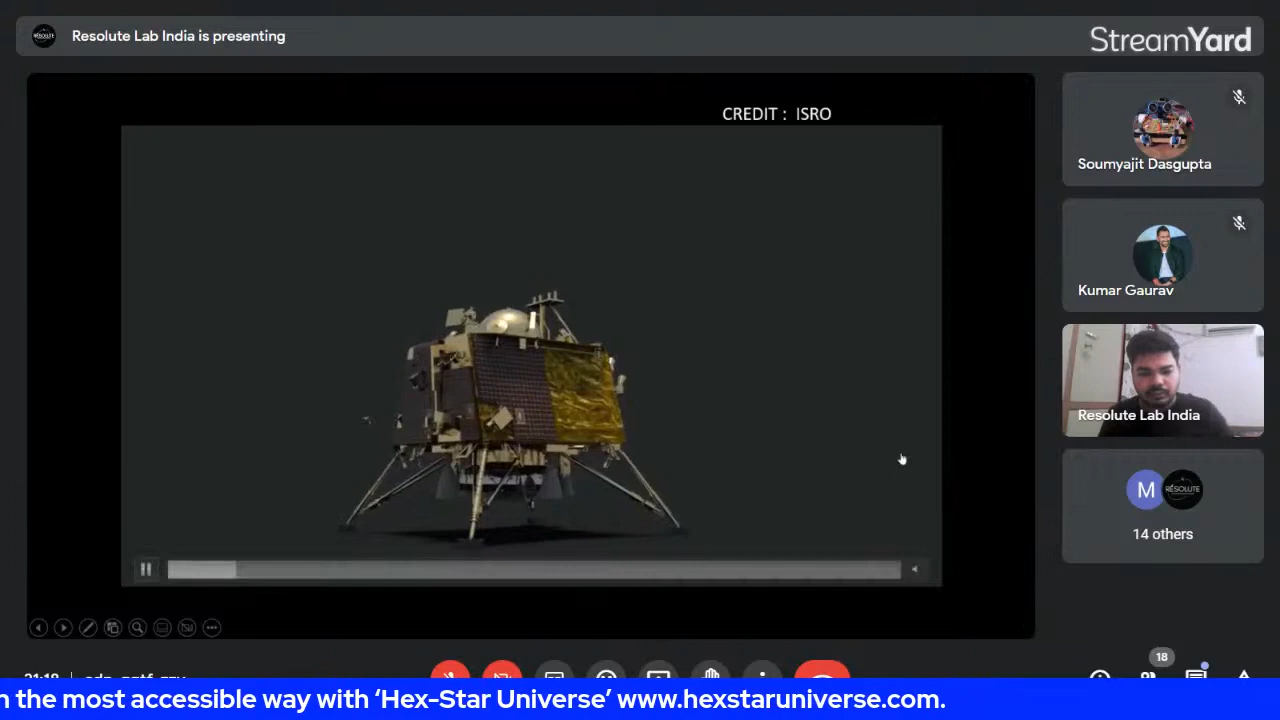 Resolute Lab India is presenting
StreamYard
CREDIT : ISRO
Soumyajit Dasgupta
Kumar Gaurav
Resolute Lab India
M
RÉSOLUTE
14 others
18
the most accessible way with ‘Hex-Star Universe’ www.hexstaruniverse.com.